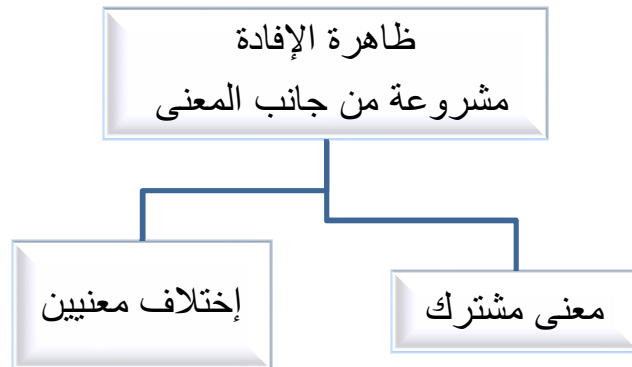 ظاهرة الإفادة
مشروعة من جانب المعنى
معنى مشترك
إختلاف معنيين